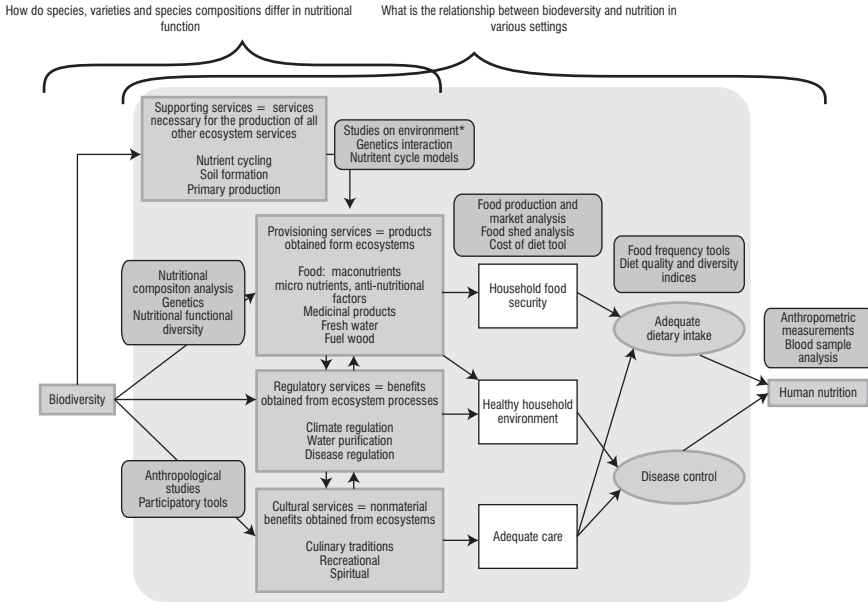 How do species, varieties and species compositions differ in nutritional
function
What is the relationship between biodeversity and nutrition in
various settings
Supporting services = services
necessary for the production of all
other ecosystem services
Nutrient cycling
Soil formation
Primary production
Studies on environment*
Genetics interaction
Nutritent cycle models
Provisioning services = products
obtained form ecosystems
Food: maconutrients
micro nutrients, anti-nutritional
factors
Medicinal products
Fresh water
Fuel wood
Food production and
market analysis
Food shed analysis
Cost of diet tool
Food frequency tools
Diet quality and diversity
indices
Nutritional
compositon analysis
Genetics
Nutritional functional
diversity
Household food
security
Adequate
dietary intake
Anthropometric
measurements
Blood sample
analysis
Biodiversity
Regulatory services = benefits
obtained from ecosystem processes
Climate regulation
Water purification
Disease regulation
Healthy household
environment
Human nutrition
Anthropological
studies
Participatory tools
Disease control
Cultural services = nonmaterial
benefits obtained from ecosystems
Culinary traditions
Recreational
Spiritual
Adequate care